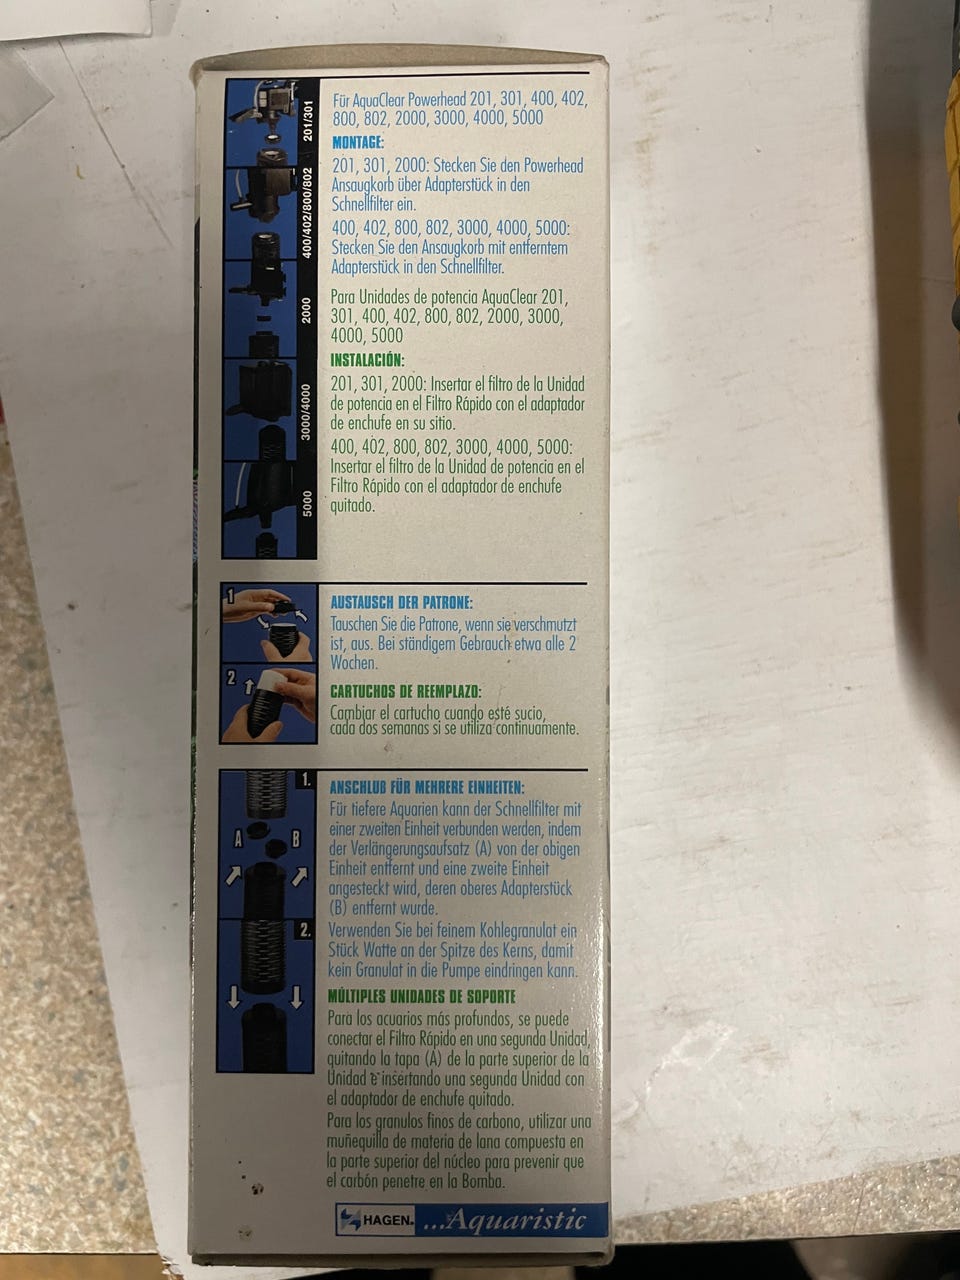 201/301
400/402/800/802
2000
3000/4000
5000
Für AquaClear Powerhead 201, 301, 400, 402,
800, 802, 2000, 3000, 4000, 5000
MONTAGE:
201, 301, 2000: Stecken Sie den Powerhead
Ansaugkorb über Adapterstück in den
Schnellfilter ein.
400, 402, 800, 802, 3000, 4000, 5000:
Stecken Sie den Ansaugkorb mit entferntem
Adapterstück in den Schnellfilter.
Para Unidades de potencia AquaClear 201,
301, 400, 402, 800, 802, 2000, 3000,
4000, 5000
INSTALACIÓN:
201, 301, 2000: Insertar el filtro de la Unidad
de potencia en el Filtro Rápido con el adaptador
de enchufe en su sitio.
400, 402, 800, 802, 3000, 4000, 5000:
Insertar el filtro de la Unidad de potencia en el
Filtro Rápido con el adaptador de enchufe
quitado.
1
2
AUSTAUSCH DER PATRONE:
Tauschen Sie die Patrone, wenn sie verschmutzt
ist, aus. Bei ständigem Gebrauch etwa alle 2
Wochen.
CARTUCHOS DE REEMPLAZO:
Cambiar el cartucho cuando esté sucio,
cada dos semanas si se utiliza continuamente.
1.
A B
2.
ANSCHLUB FÜR MEHRERE EINHEITEN:
Für tiefere Aquarien kann der Schnellfilter mit
einer zweiten Einheit verbunden werden, indem
der Verlängerungsaufsatz (A) von der obigen
Einheit entfernt und eine zweite Einheit
angesteckt wird, deren oberes Adapterstück
(B) entfernt wurde.
Verwenden Sie bei feinem Kohlegranulat ein
Stück Watte an der Spitze des Kerns, damit
kein Granulat in die Pumpe eindringen kann.
MÚLTIPLES UNIDADES DE SOPORTE
Para los acuarios más profundos, se puede
conectar el Filtro Rápido en una segunda Unidad,
quitando la tapa (A) de la parte superior de la
Unidad e insertando una segunda Unidad con
el adaptador de enchufe quitado.
Para los granulos finos de carbono, utilizar una
muñequilla de materia de lana compuesta en
la parte superior del núcleo para prevenir que
el carbón penetre en la Bomba.
HAGEN. ...Aquaristic